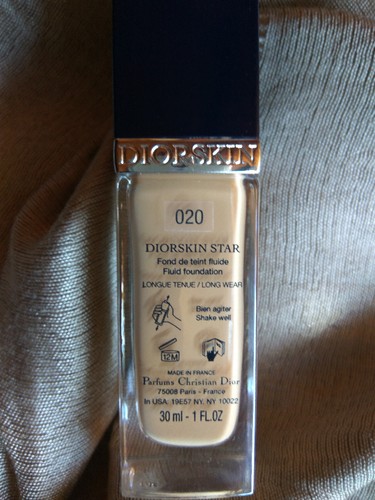 DIORSKIN
020
DIORSKIN STAR
Fond de teint fluide
Fluid foundation
LONGUE TENUE / LONG WEAR
Bien agiter
Shake well
12M
MADE IN FRANCE
Parfums Christian Dior
75008 Paris - France
In USA: 19E57 NY, NY 10022
30 ml - 1 FL.OZ